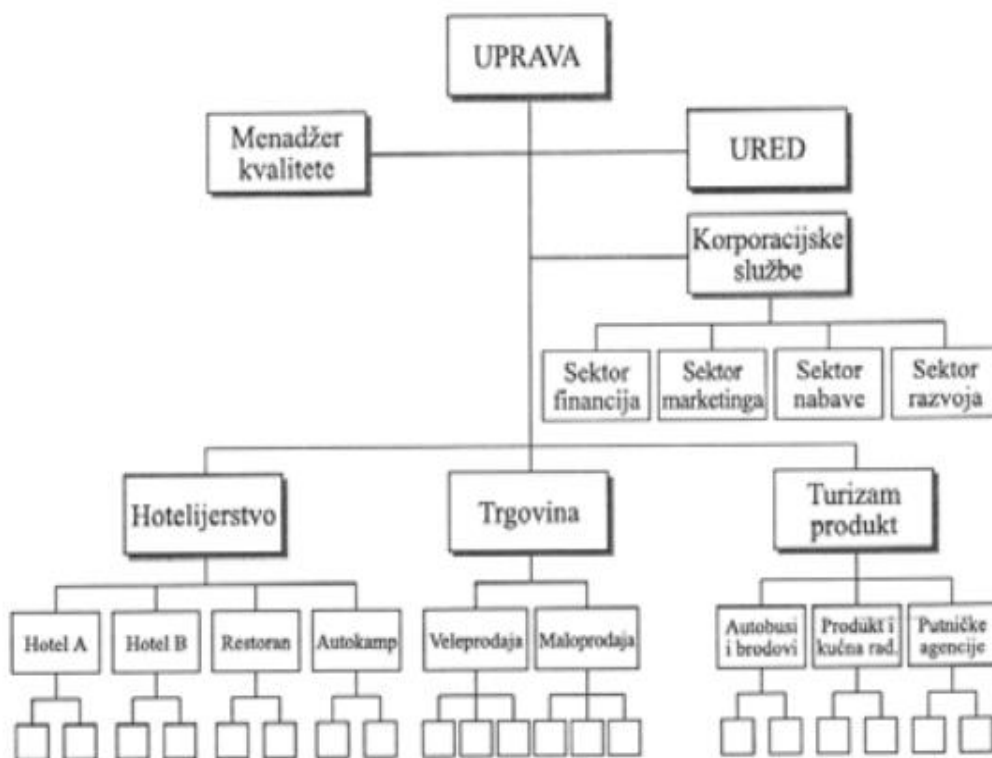 UPRAVA
Menadžer
kvalitete
URED
Korporacijske
službe
Sektor
financija
Sektor
marketinga
Sektor
nabave
Sektor
razvoja
Hotelijerstvo
Trgovina
Turizam
produkt
Hotel A
Hotel B
Restoran
Autokamp
Veleprodaja
Maloprodaja
Autobusi
i brodovi
Produkt i
kućna rad.
Putničke
agencije